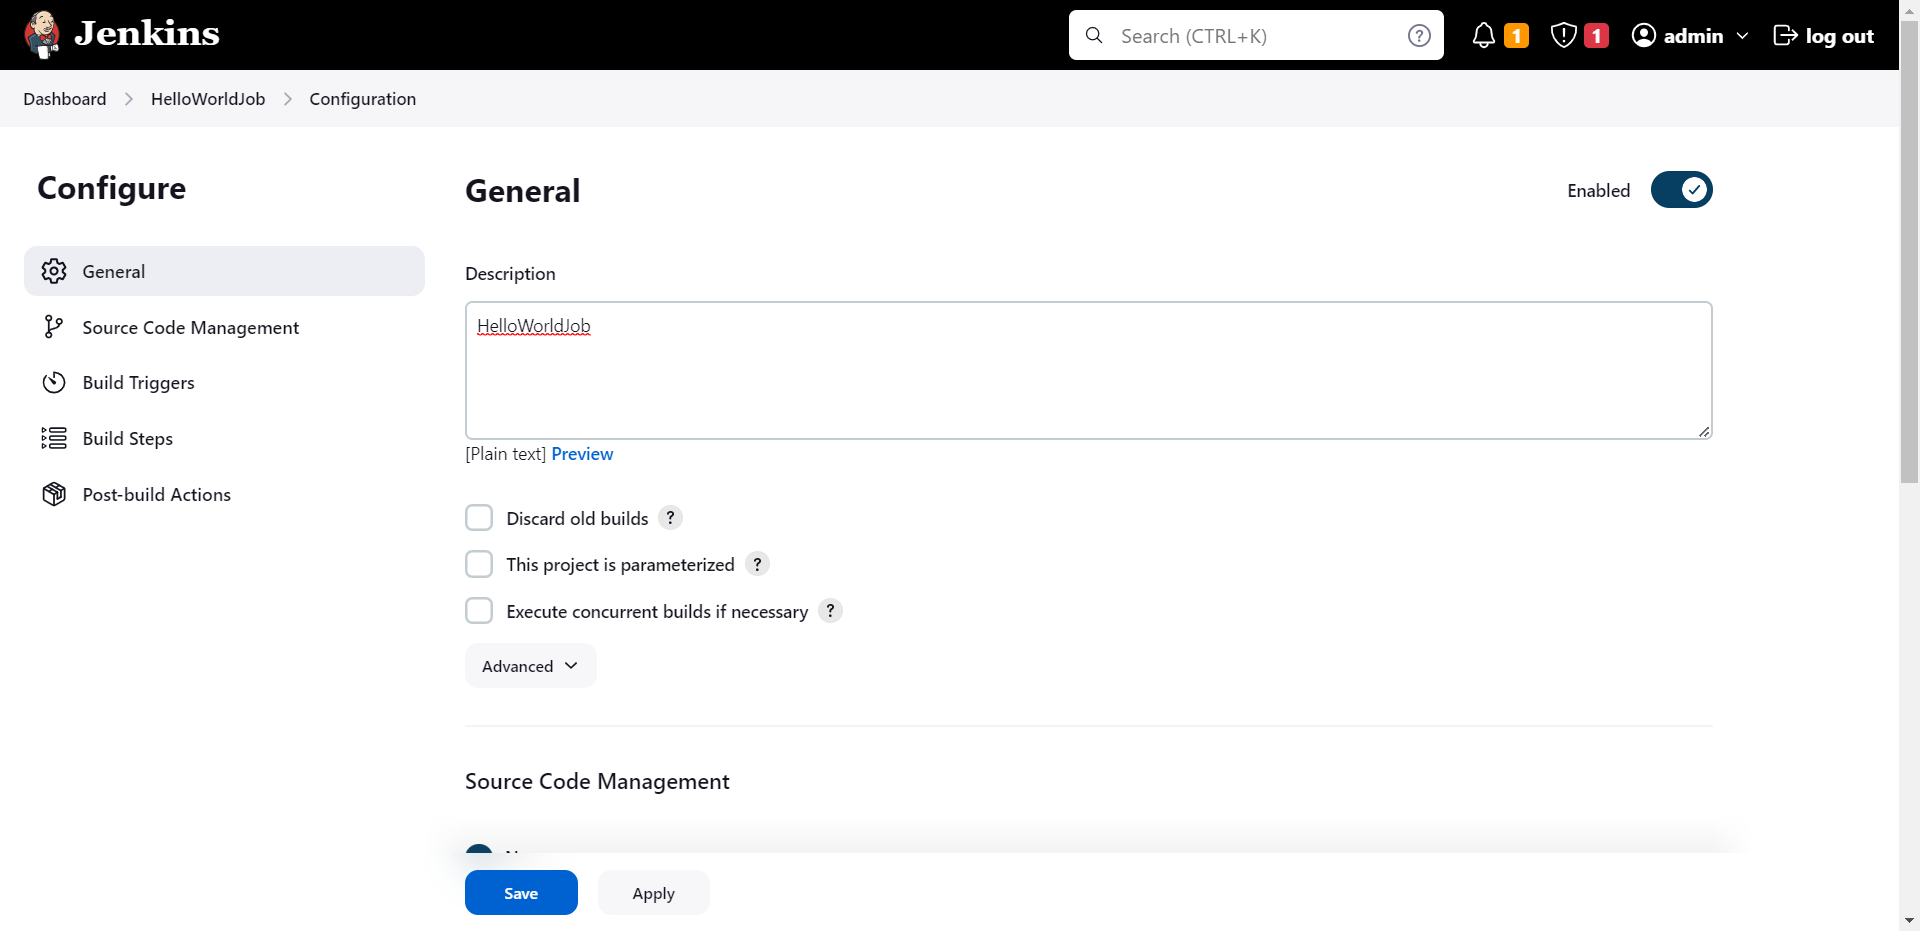 Jenkins
Search (CTRL+K)
?
1
1
admin
log out
Dashboard
HelloWorldJob
Configuration
Configure
General
Source Code Management
Build Triggers
Build Steps
Post-build Actions
General
Enabled
Description
HelloWorldJob
[Plain text] Preview
Discard old builds ?
This project is parameterized ?
Execute concurrent builds if necessary ?
Advanced
Source Code Management
Save
Apply